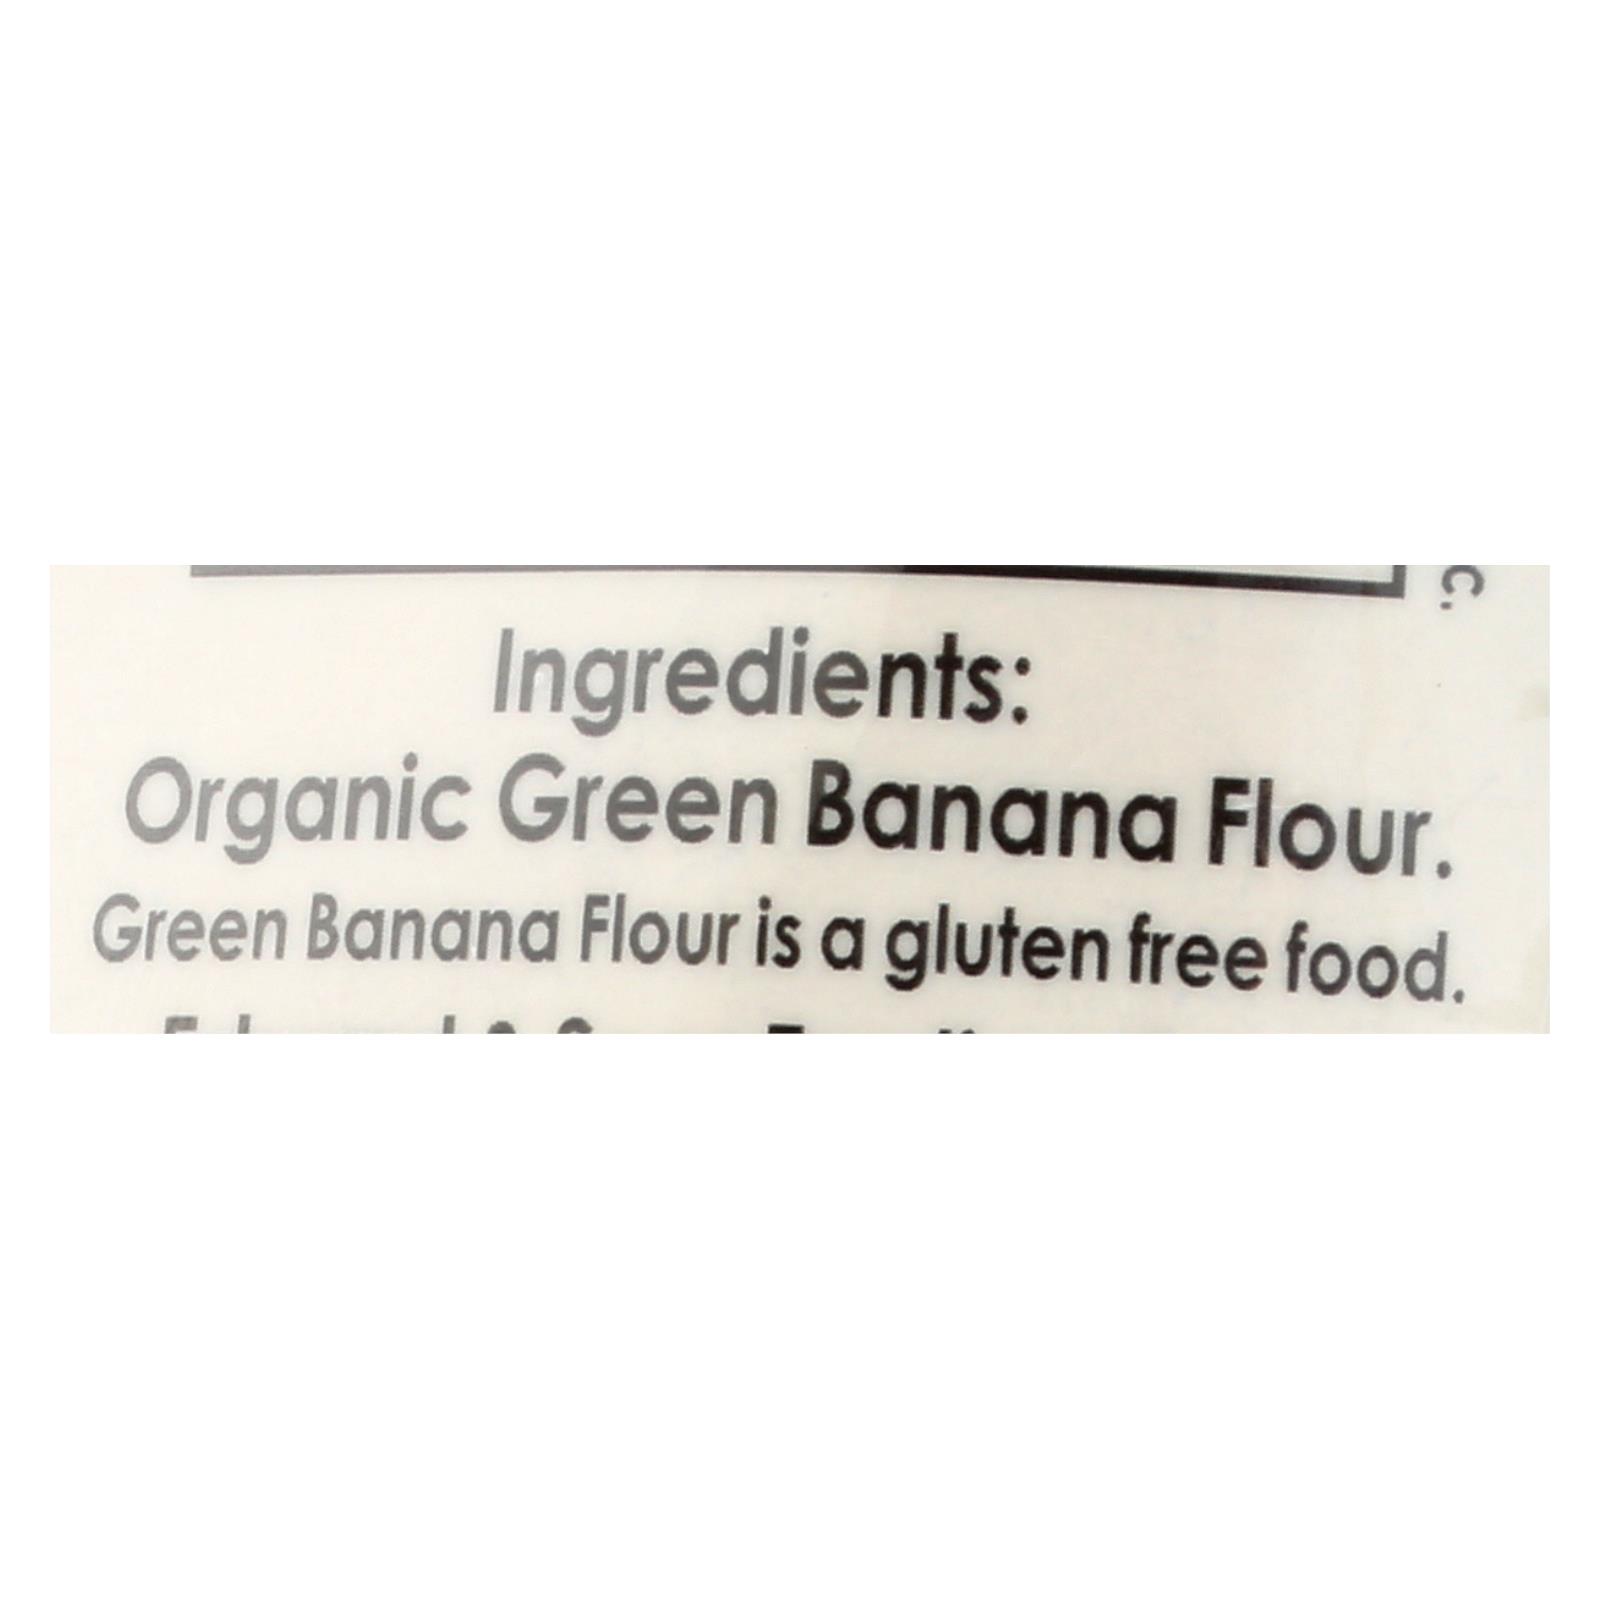 c.
Ingredients:
Organic Green Banana Flour.
Green Banana Flour is a gluten free food.